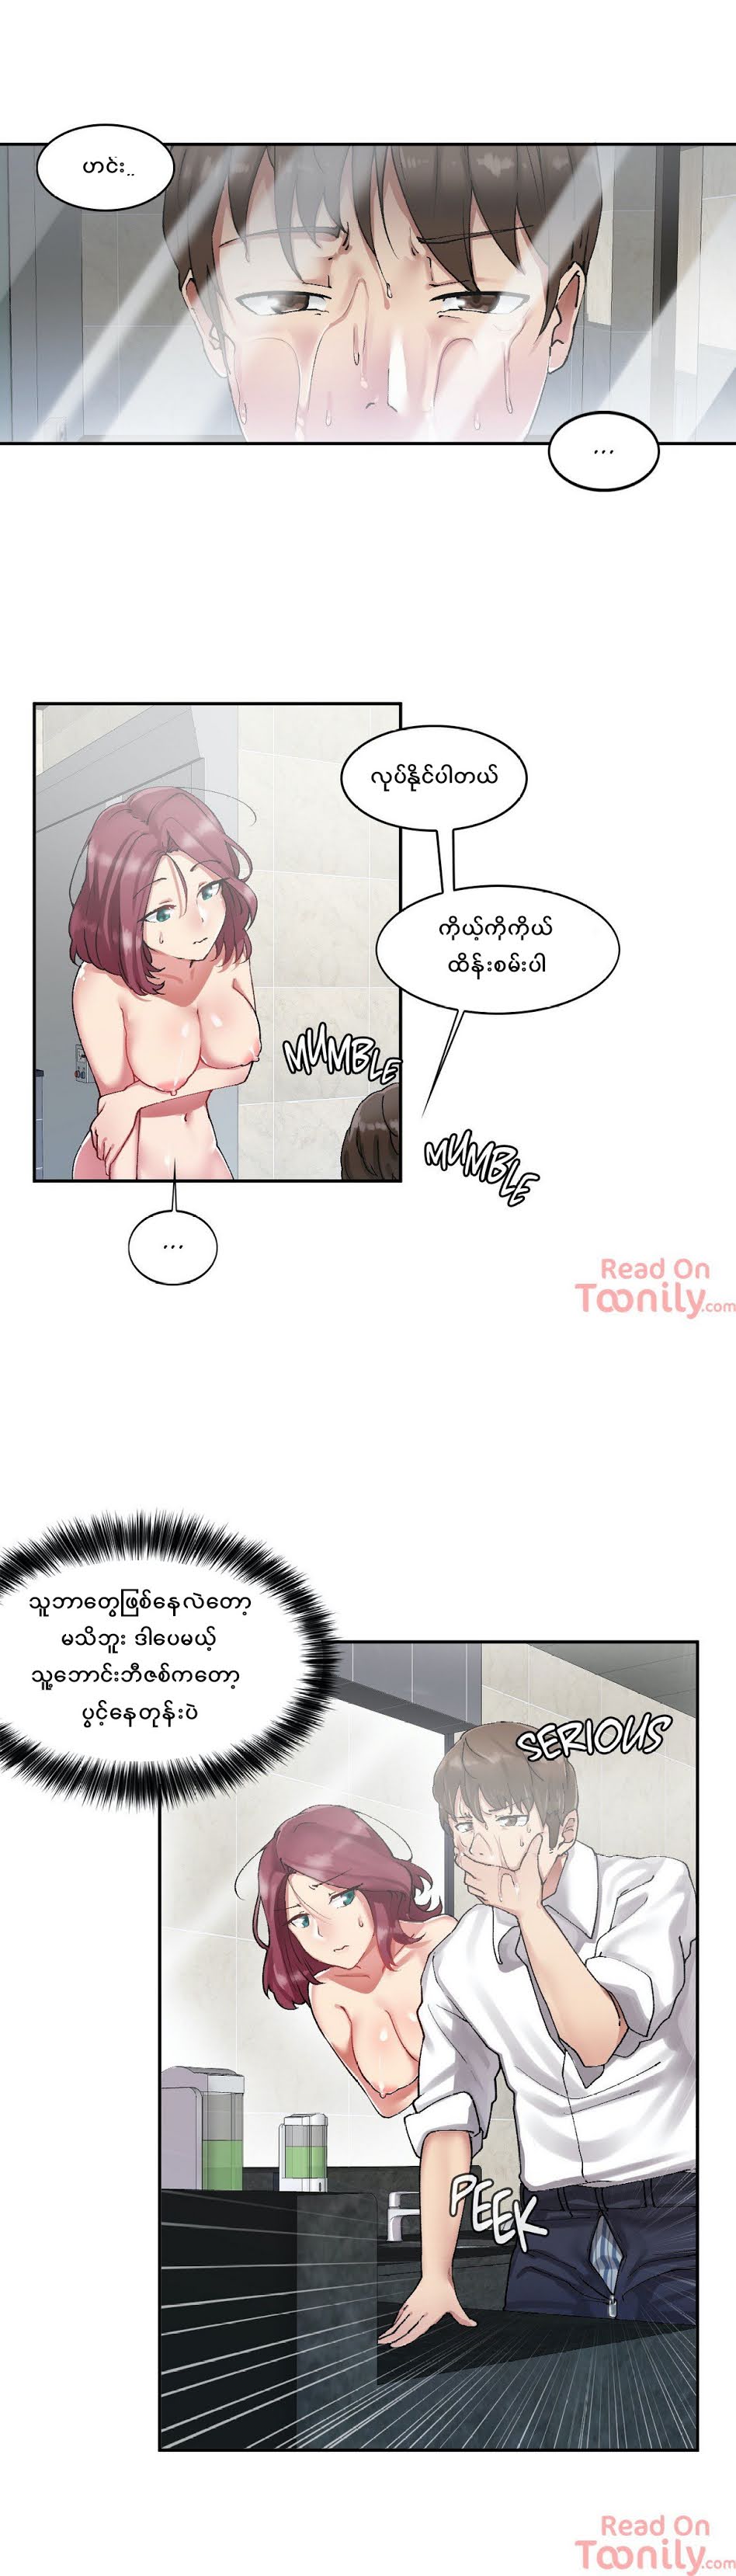 ဟင်း..
...
လုပ်နိုင်ပါတယ်
ကိုယ့်ကိုကိုယ်
ထိန်းစမ်းပါ
MUMBLE
MUMBLE
...
Read On
Toonily.com
သူဘာတွေဖြစ်နေလဲတော့
မသိဘူး ဒါပေမယ့်
သူ့ဘောင်းဘီဇစ်ကတော့
ပွင့်နေတုန်းပဲ
SERIOUS
PEEK
Read On
Toonily.com